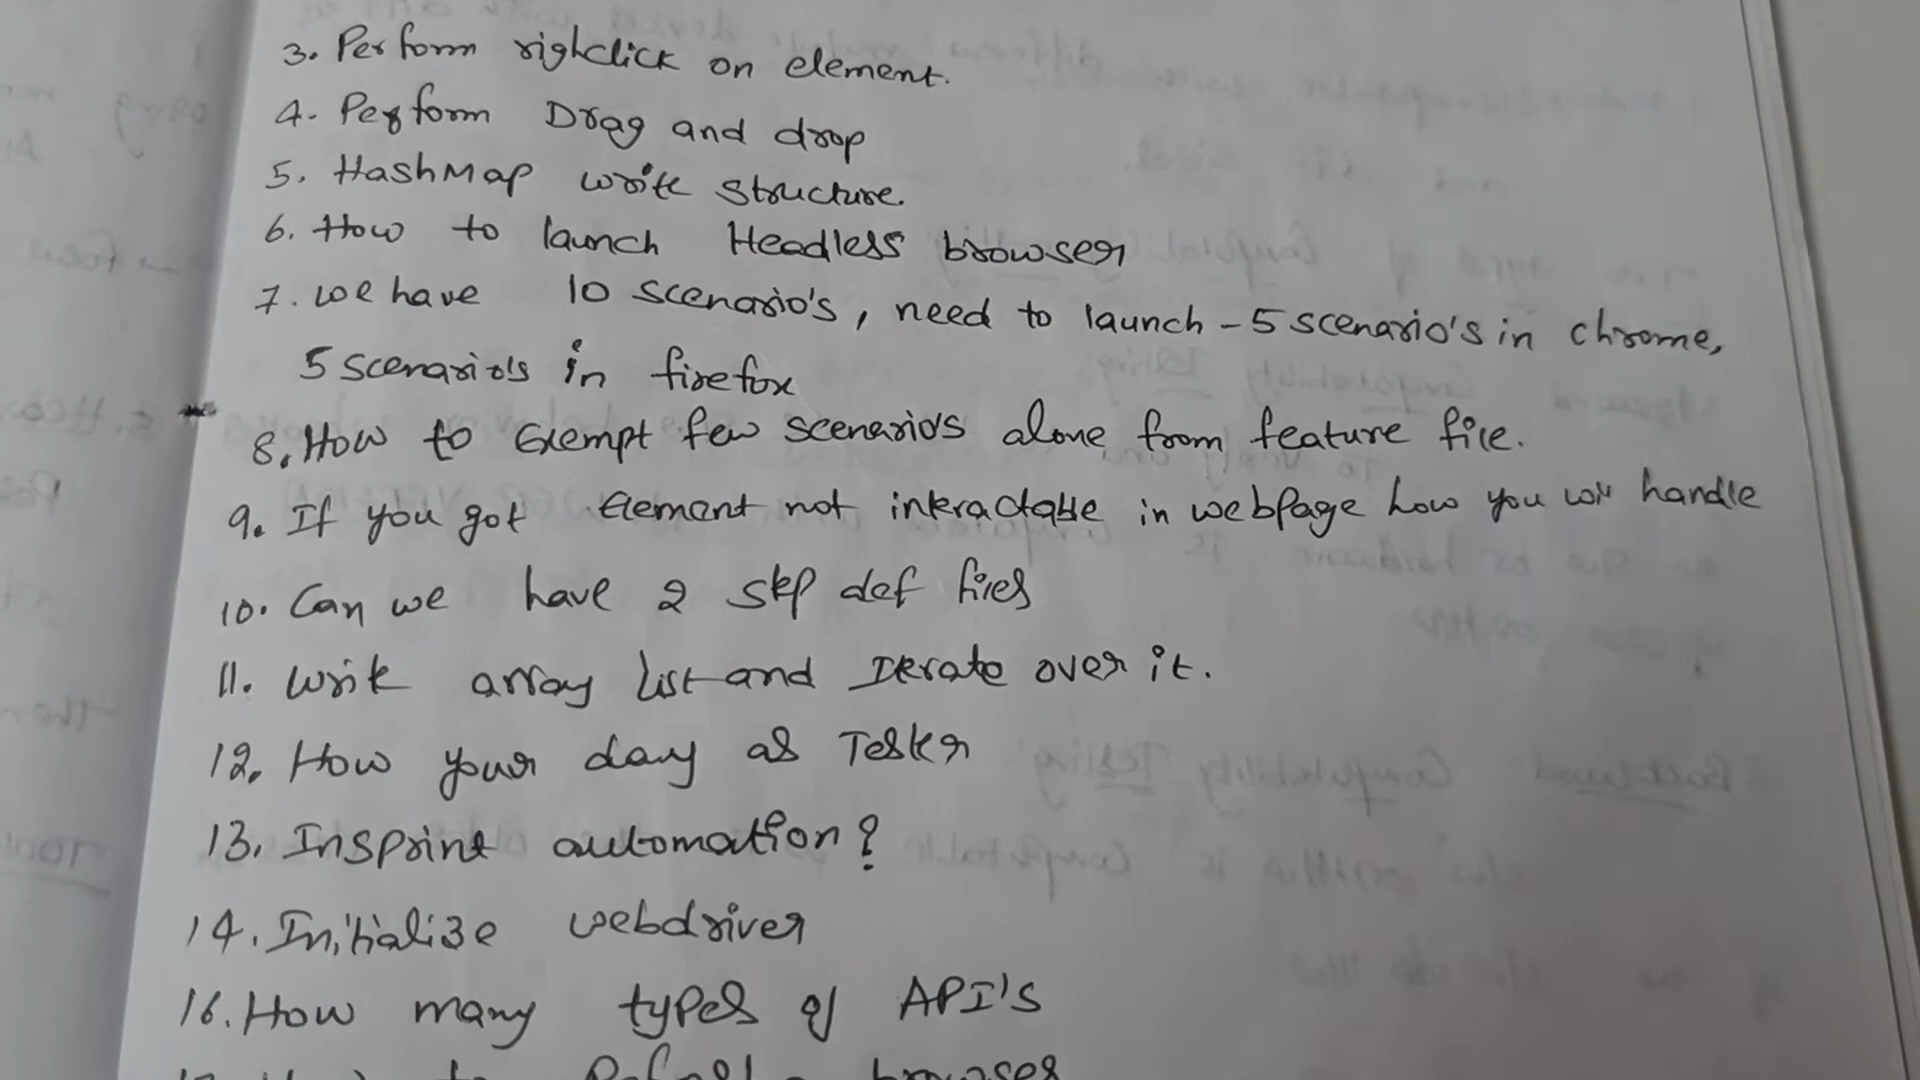 3. Perform righclick on element.
4. Perform Drag and drop
5. HashMap write structure.
6. How to launch Headless browser
7. we have 10 scenario's, need to launch - 5 scenario's in chrome,
5 scenario's in firefox
8. How to Exempt few scenario's alone from feature file.
9. If you got Element not interactable in webpage how you will handle
10. Can we have 2 step def files
11. Write array list and Iterate over it.
12. How your day as Tester
13. Insprint automation?
14. Initialize webdriver
16. How many types of API's
browser